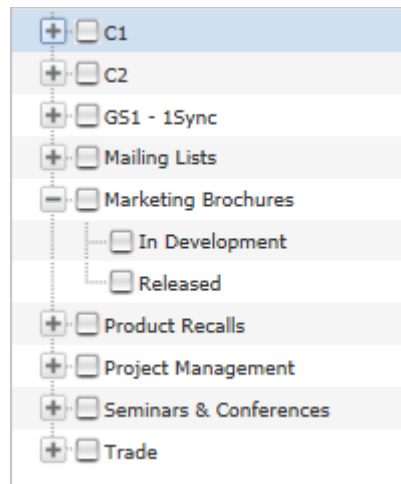 C1
C2
GS1 - 1Sync
Mailing Lists
Marketing Brochures
In Development
Released
Product Recalls
Project Management
Seminars & Conferences
Trade